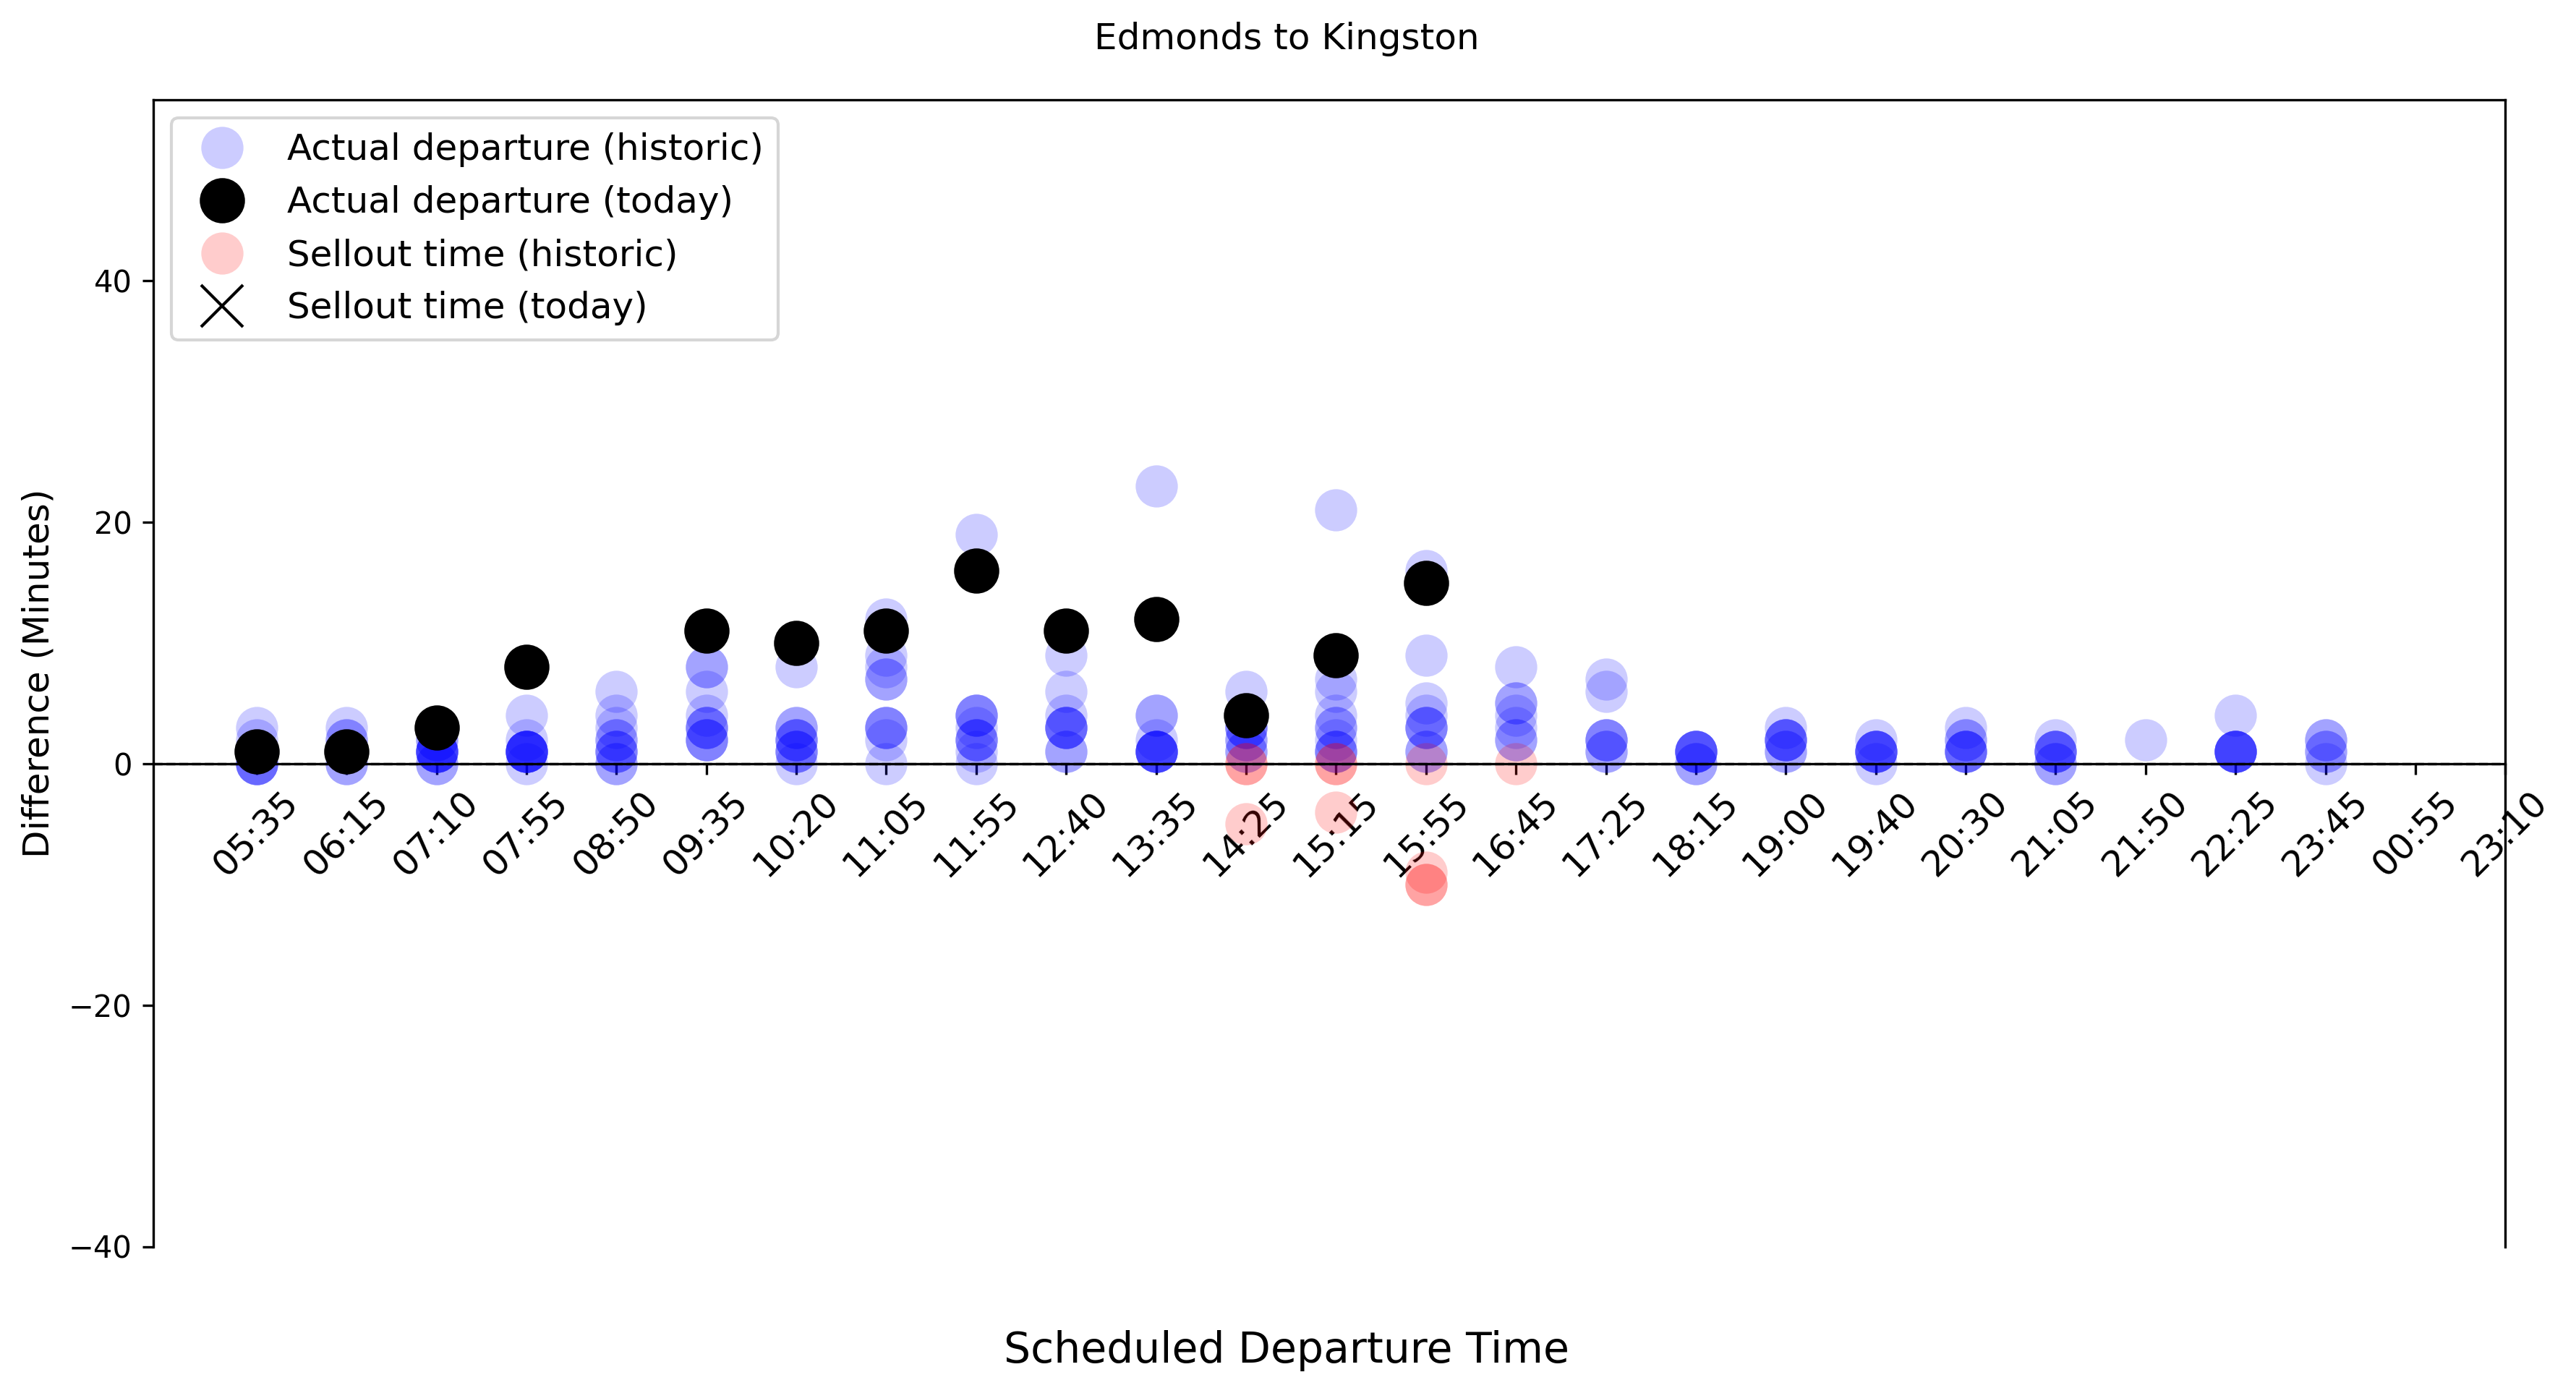 Edmonds to Kingston
Actual departure (historic)
Actual departure (today)
Sellout time (historic)
Sellout time (today)
Difference (Minutes)
40
20
0
−20
−40
05:35 06:15 07:10 07:55 08:50 09:35 10:20 11:05 11:55 12:40 13:35 14:25 15:15 15:55 16:45 17:25 18:15 19:00 19:40 20:30 21:05 21:50 22:25 23:45 00:55 23:10
Scheduled Departure Time